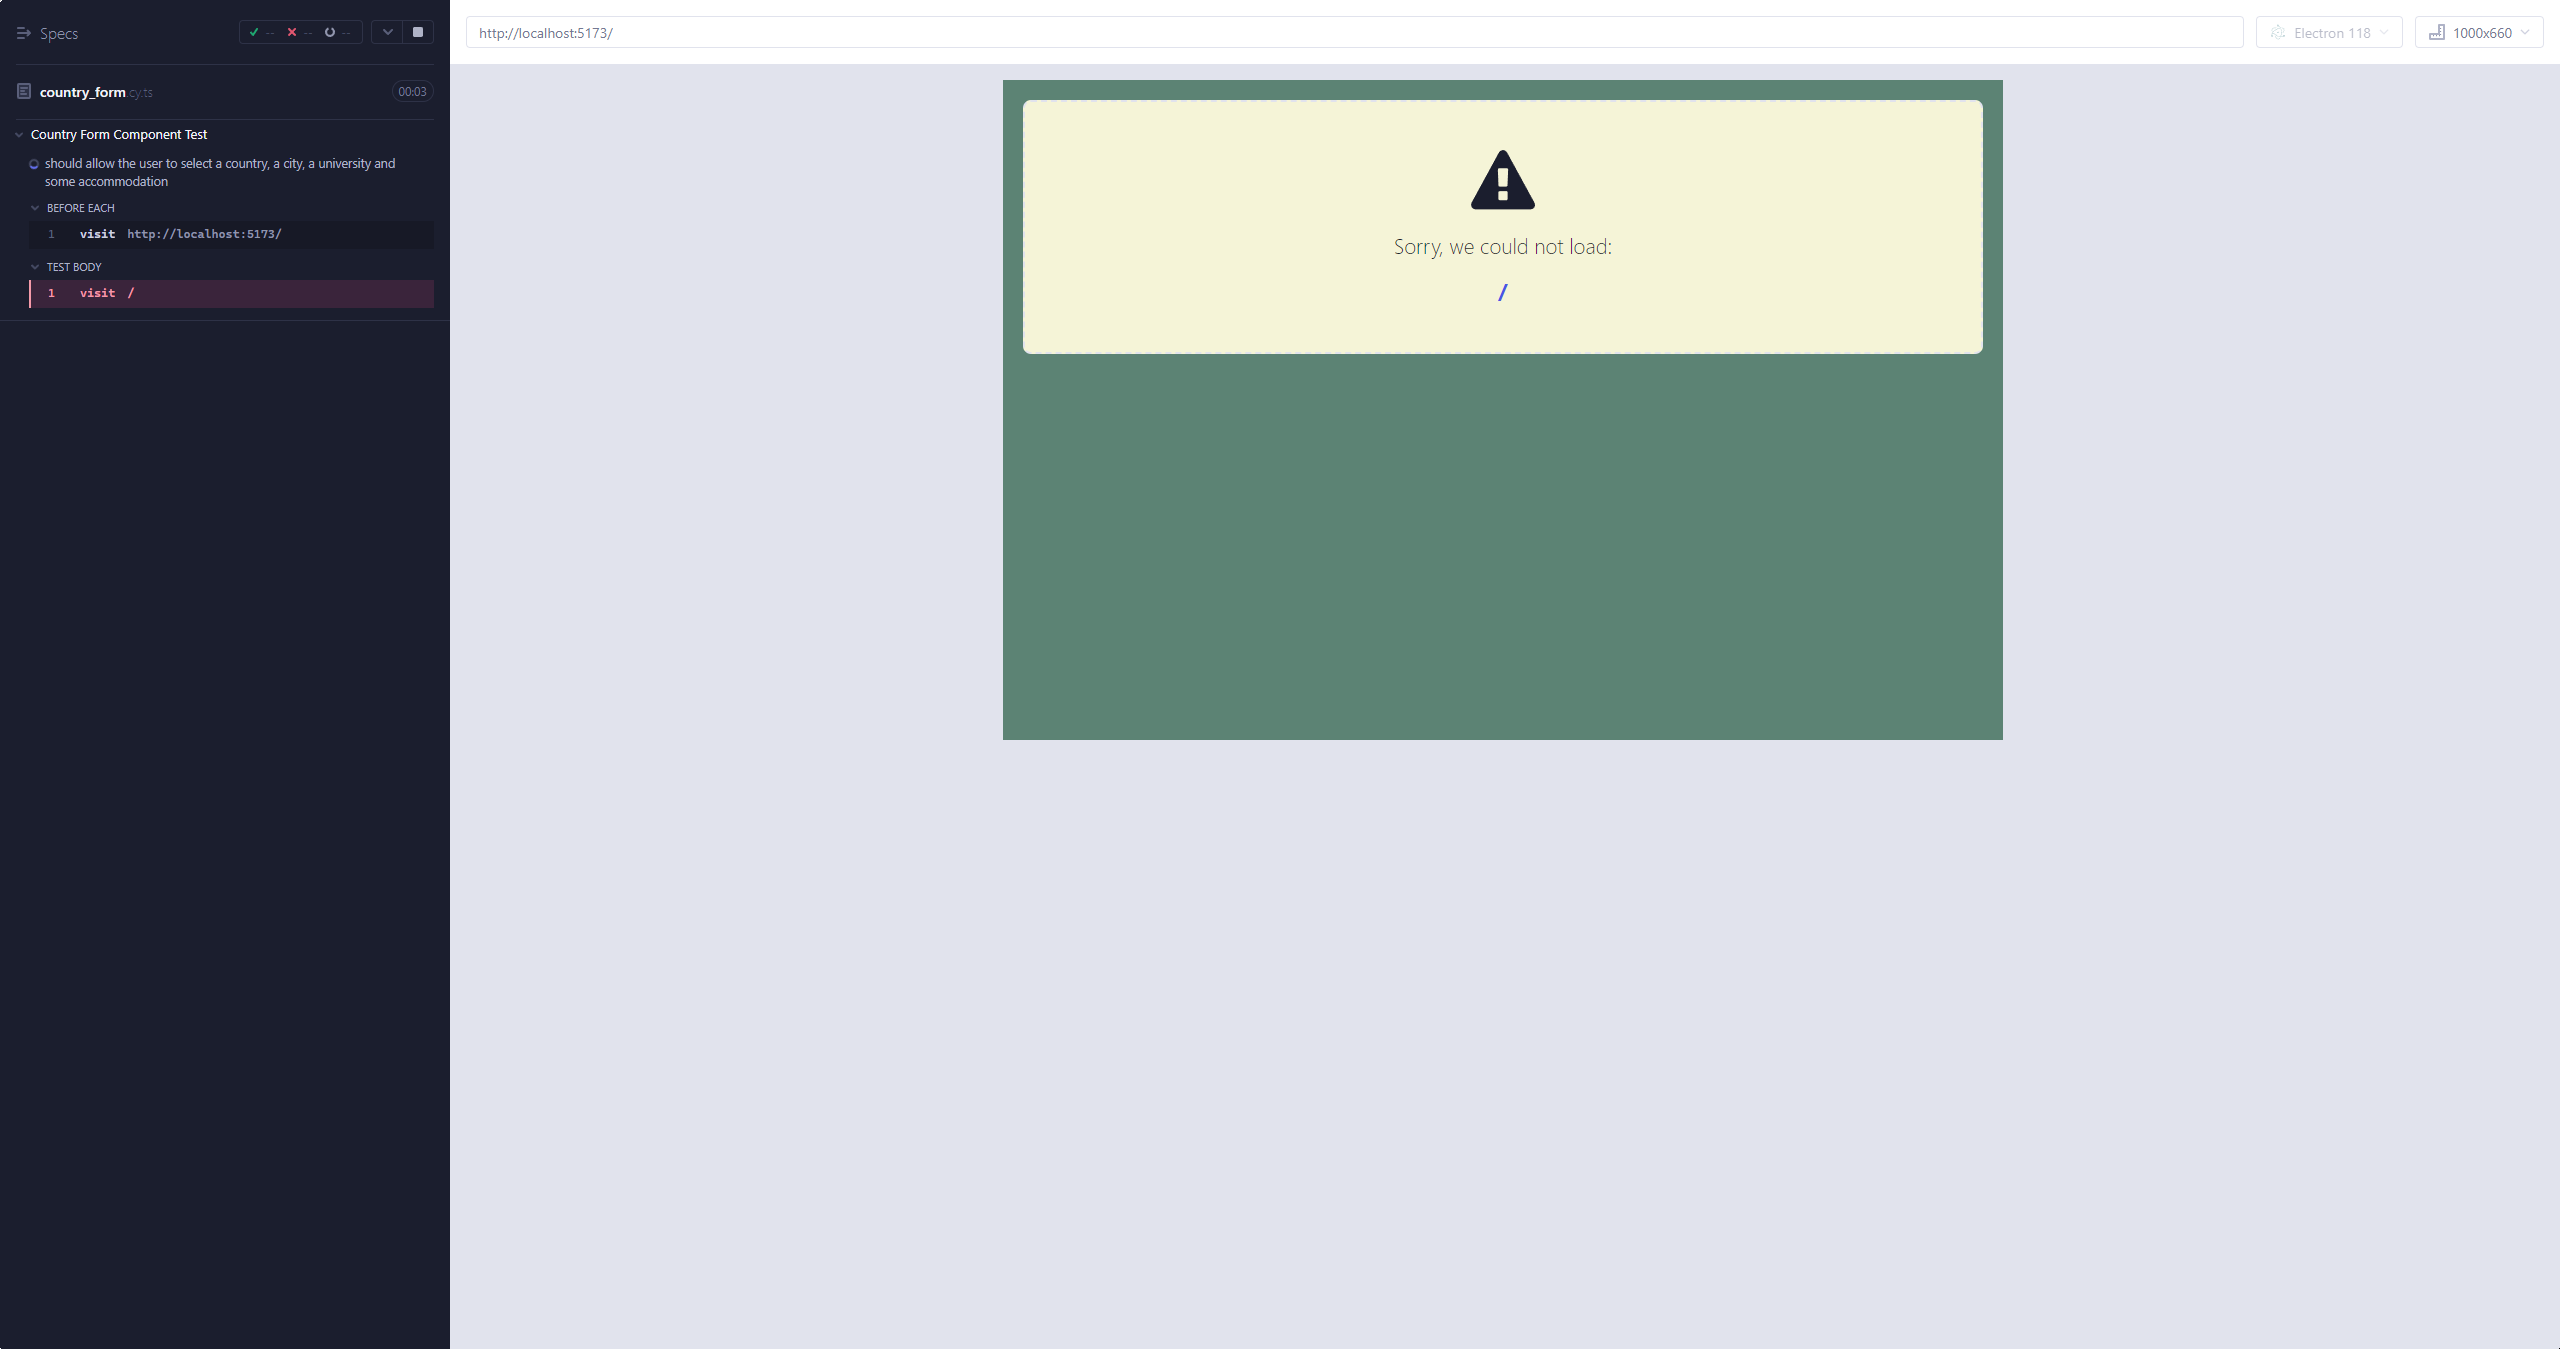 Specs
-- -- --
country_form.cy.ts 00:03
Country Form Component Test
should allow the user to select a country, a city, a university and
some accommodation
BEFORE EACH
1 visit http://localhost:5173/
TEST BODY
1 visit /
http://localhost:5173/
Electron 118
1000x660
Sorry, we could not load:
/